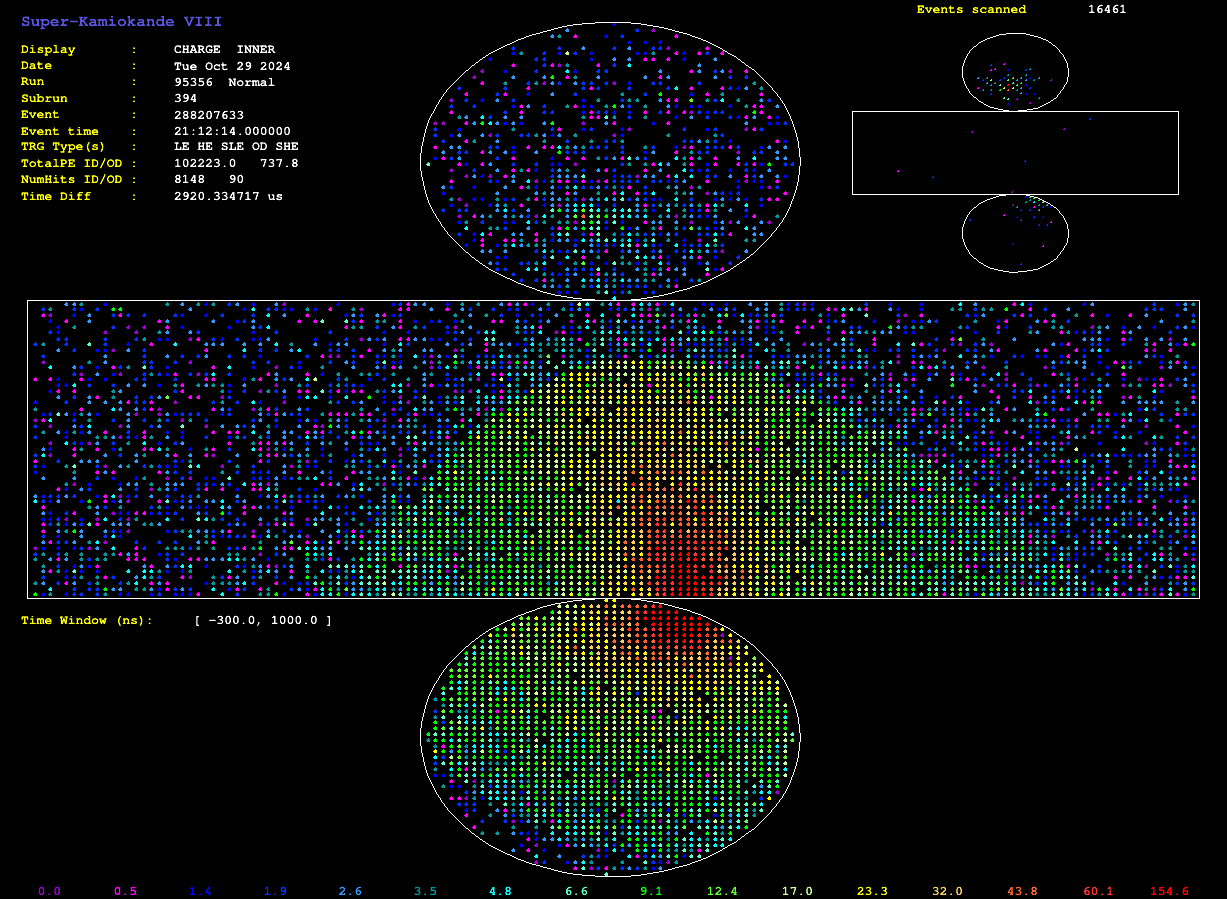 Super-Kamiokande VIII
Events scanned 16461
Display : CHARGE INNER
Date : Tue Oct 29 2024
Run : 95356 Normal
Subrun : 394
Event : 288207633
Event time : 21:12:14.000000
TRG Type(s) : LE HE SLE OD SHE
TotalPE ID/OD : 102223.0 737.8
NumHits ID/OD : 8148 90
Time Diff : 2920.334717 us
Time Window (ns): [ -300.0, 1000.0 ]
0.0 0.5 1.4 1.9 2.6 3.5 4.8 6.6 9.1 12.4 17.0 23.3 32.0 43.8 60.1 154.6